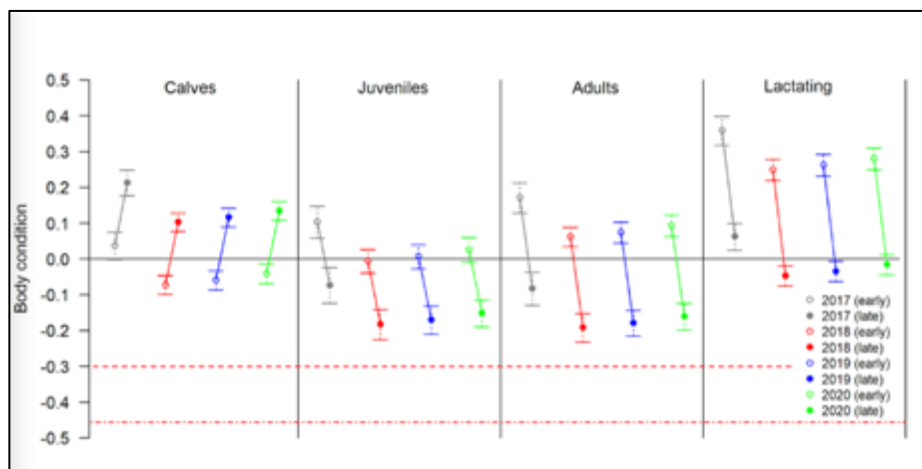 Calves Juveniles Adults Lactating
0.5
0.4
0.3
0.2
0.1
0.0
-0.1
-0.2
-0.3
-0.4
-0.5
Body condition
2017 (early)
2017 (late)
2018 (early)
2018 (late)
2019 (early)
2019 (late)
2020 (early)
2020 (late)